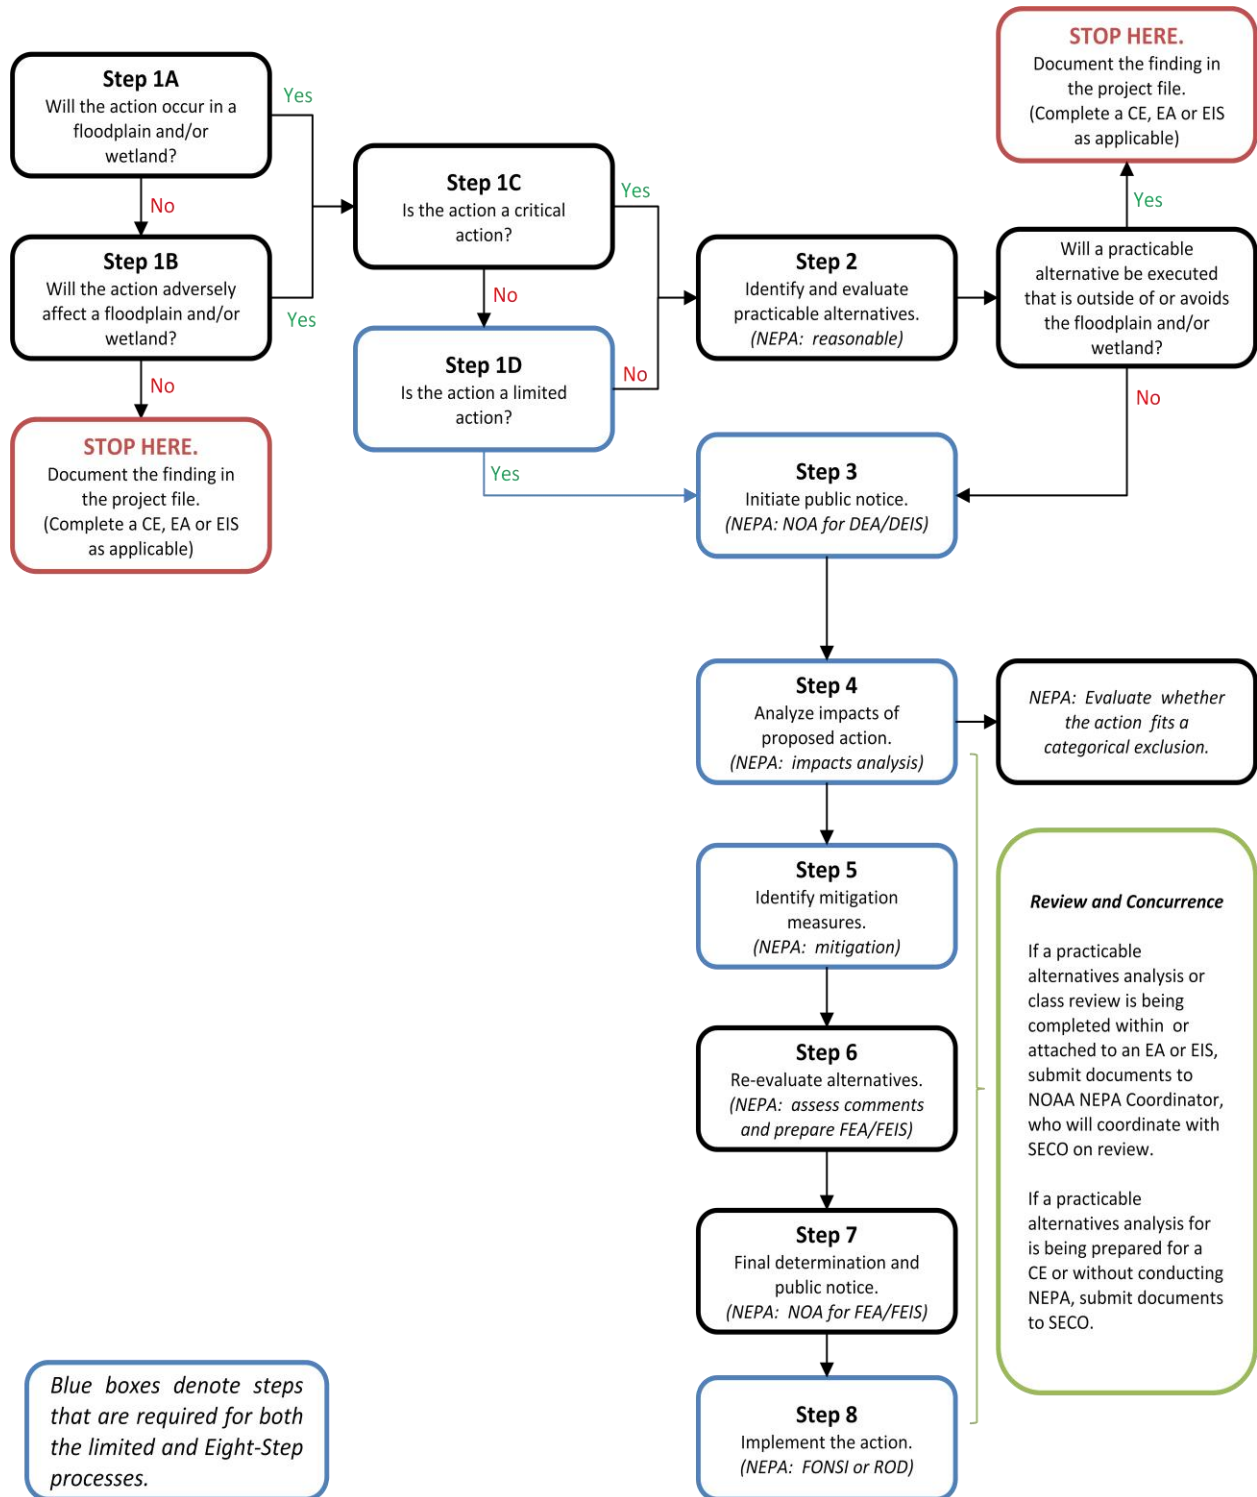 Step 1A
Will the action occur in a
floodplain and/or
wetland?
Yes
No
Step 1B
Will the action adversely
affect a floodplain and/or
wetland?
Yes
No
STOP HERE.
Document the finding in
the project file.
(Complete a CE, EA or EIS
as applicable)
Step 1C
Is the action a critical
action?
Yes
No
Step 1D
Is the action a limited
action?
No
Yes
Step 2
Identify and evaluate
practicable alternatives.
(NEPA: reasonable)
STOP HERE.
Document the finding in
the project file.
(Complete a CE, EA or EIS
as applicable)
Yes
Will a practicable
alternative be executed
that is outside of or avoids
the floodplain and/or
wetland?
No
Step 3
Initiate public notice.
(NEPA: NOA for DEA/DEIS)
Step 4
Analyze impacts of
proposed action.
(NEPA: impacts analysis)
NEPA: Evaluate whether
the action fits a
categorical exclusion.
Step 5
Identify mitigation
measures.
(NEPA: mitigation)
Step 6
Re-evaluate alternatives.
(NEPA: assess comments
and prepare FEA/FEIS)
Step 7
Final determination and
public notice.
(NEPA: NOA for FEA/FEIS)
Step 8
Implement the action.
(NEPA: FONSI or ROD)
Review and Concurrence
If a practicable
alternatives analysis or
class review is being
completed within or
attached to an EA or EIS,
submit documents to
NOAA NEPA Coordinator,
who will coordinate with
SECO on review.
If a practicable
alternatives analysis for
is being prepared for a
CE or without conducting
NEPA, submit documents
to SECO.
Blue boxes denote steps
that are required for both
the limited and Eight-Step
processes.